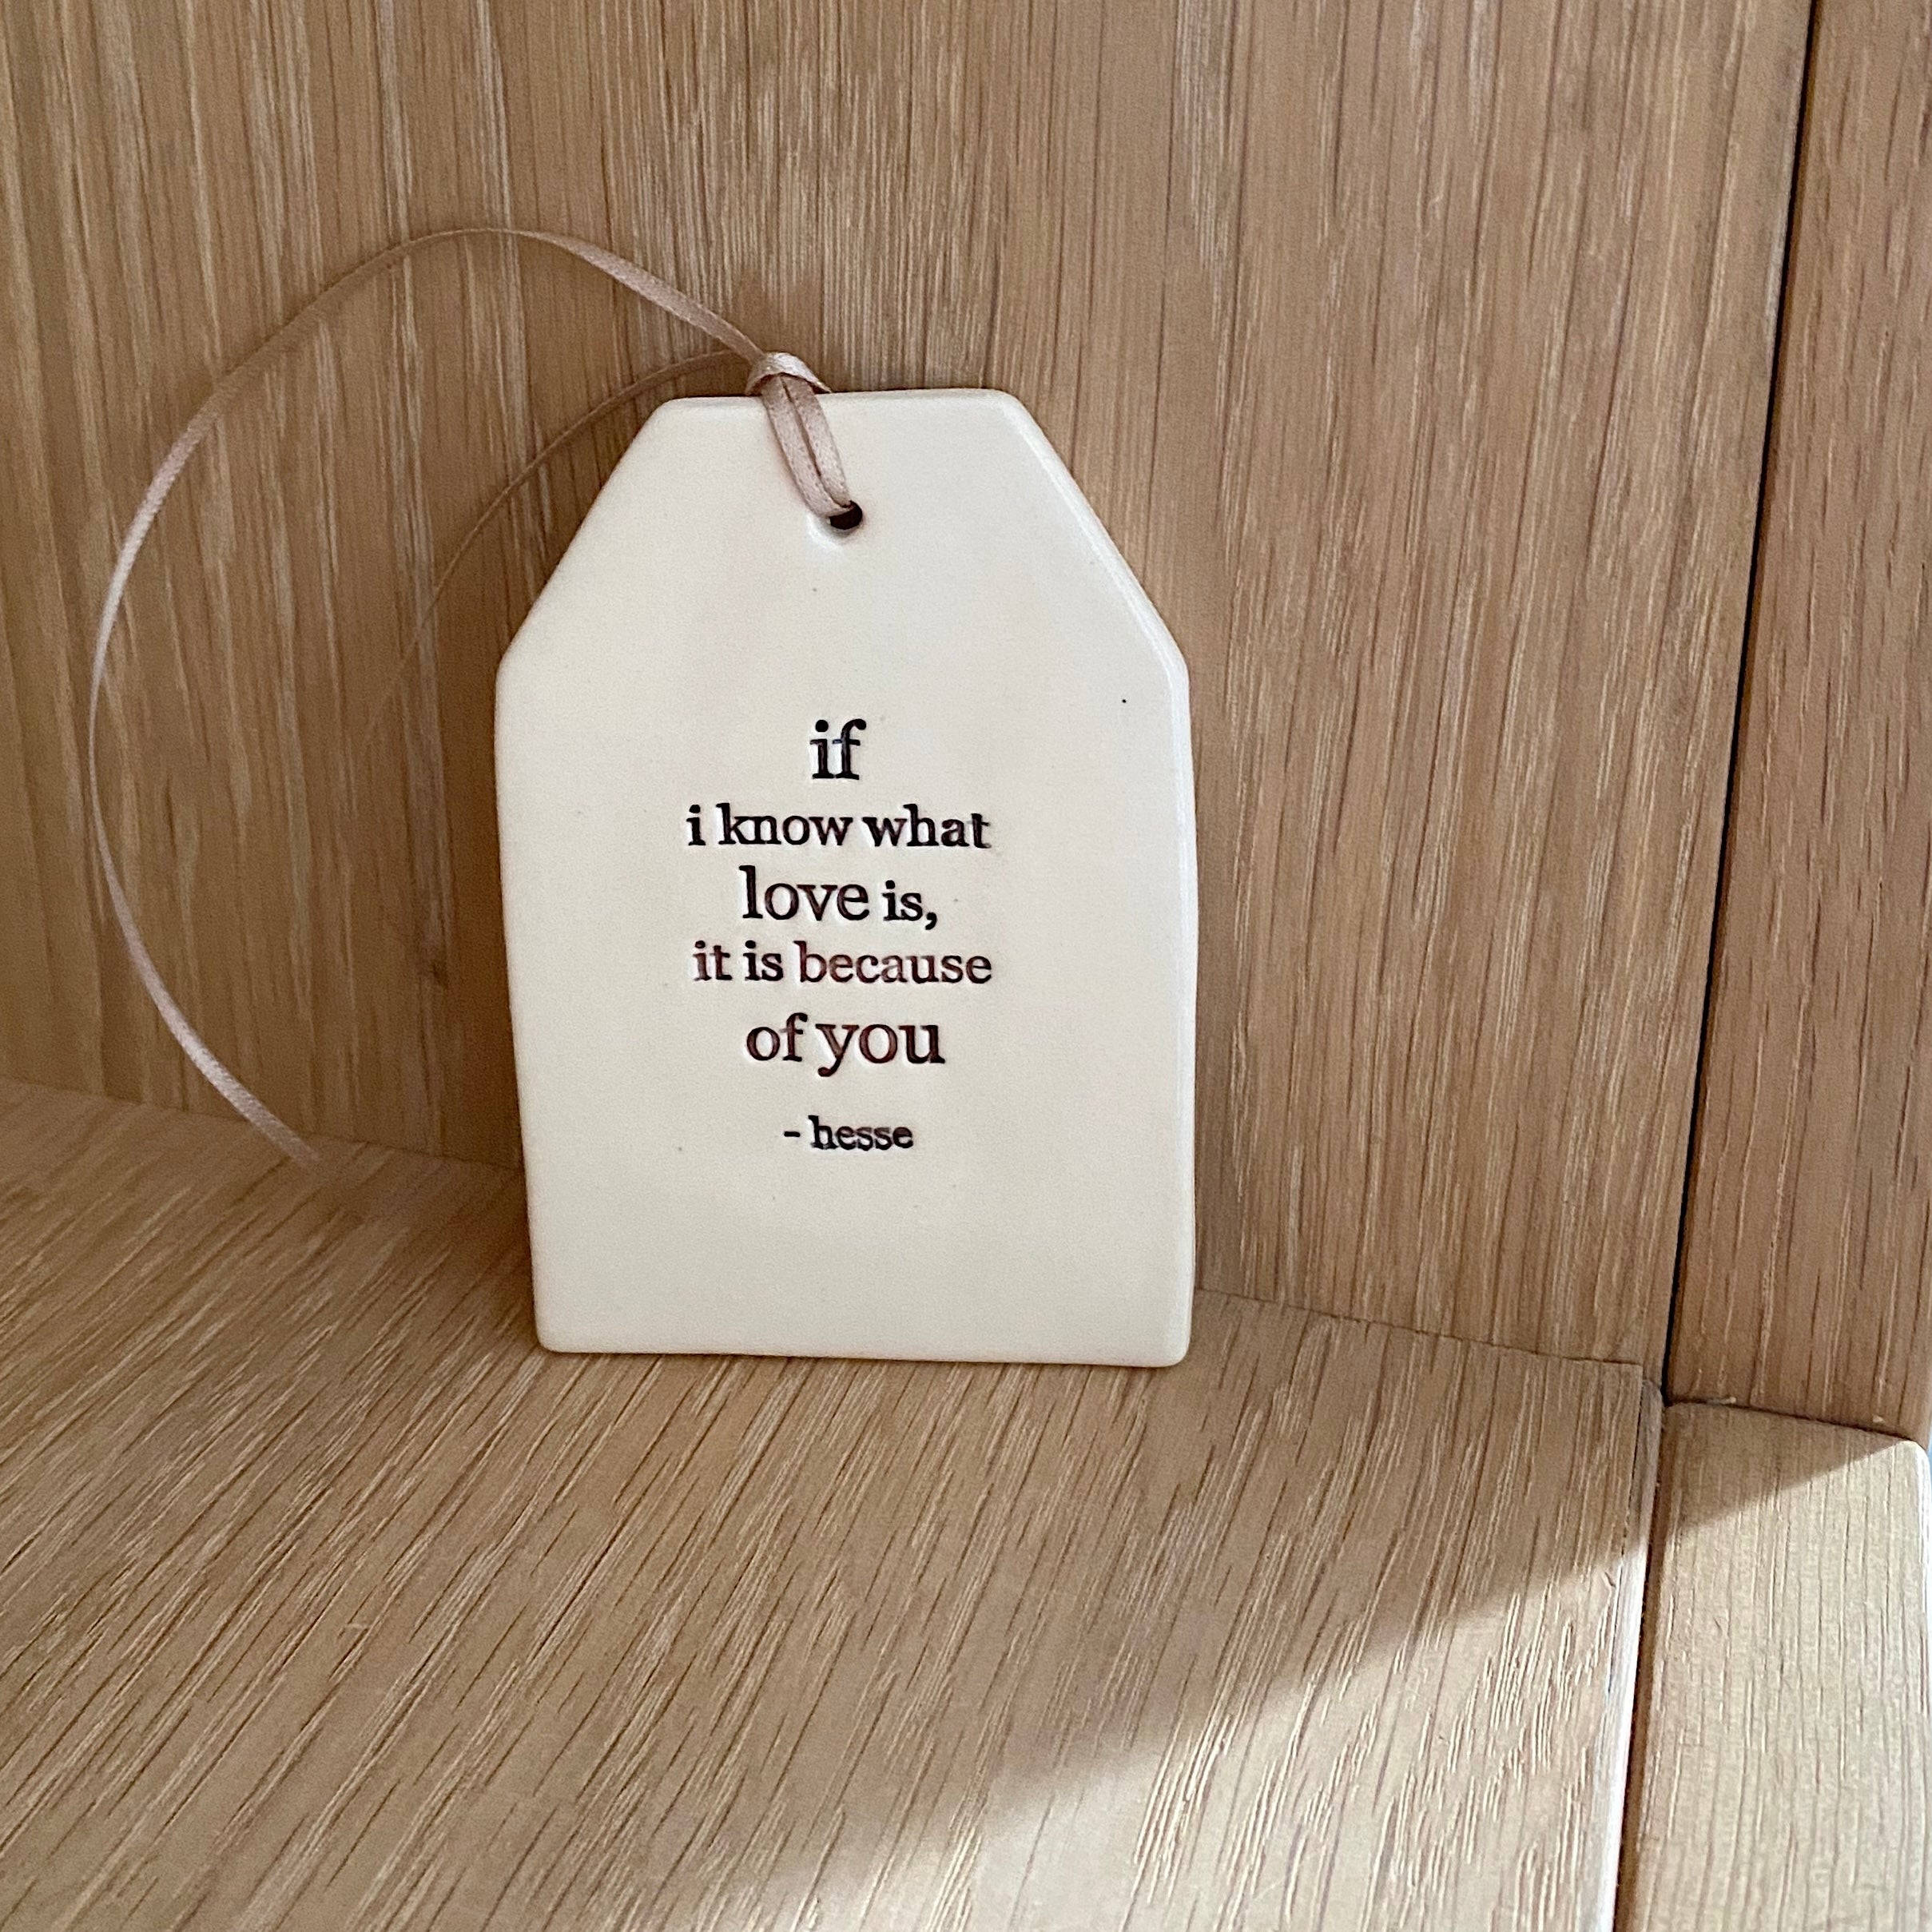 if
i know what
love is,
it is because
of you
- hesse